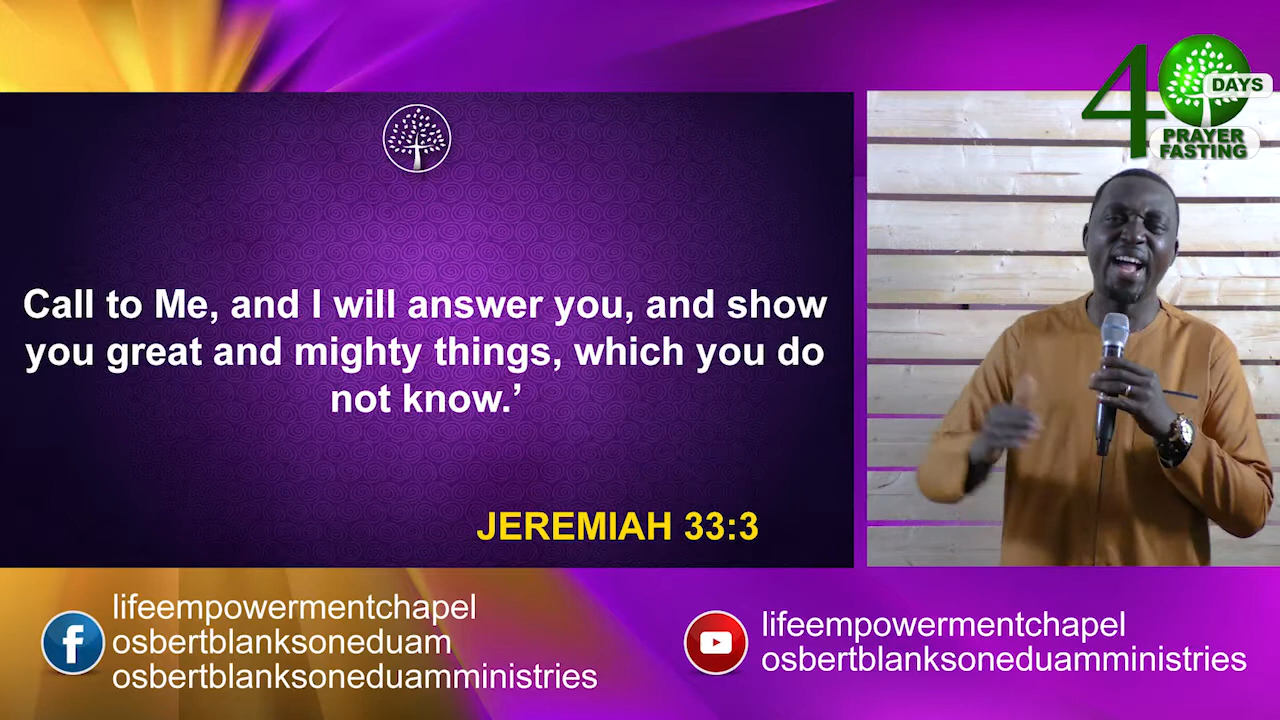 40
DAYS
PRAYER
FASTING
Call to Me, and I will answer you, and show
you great and mighty things, which you do
not know.’
JEREMIAH 33:3
lifeempowermentchapel
osbertblanksoneduam
osbertblanksoneduamministries
lifeempowermentchapel
osbertblanksoneduamministries